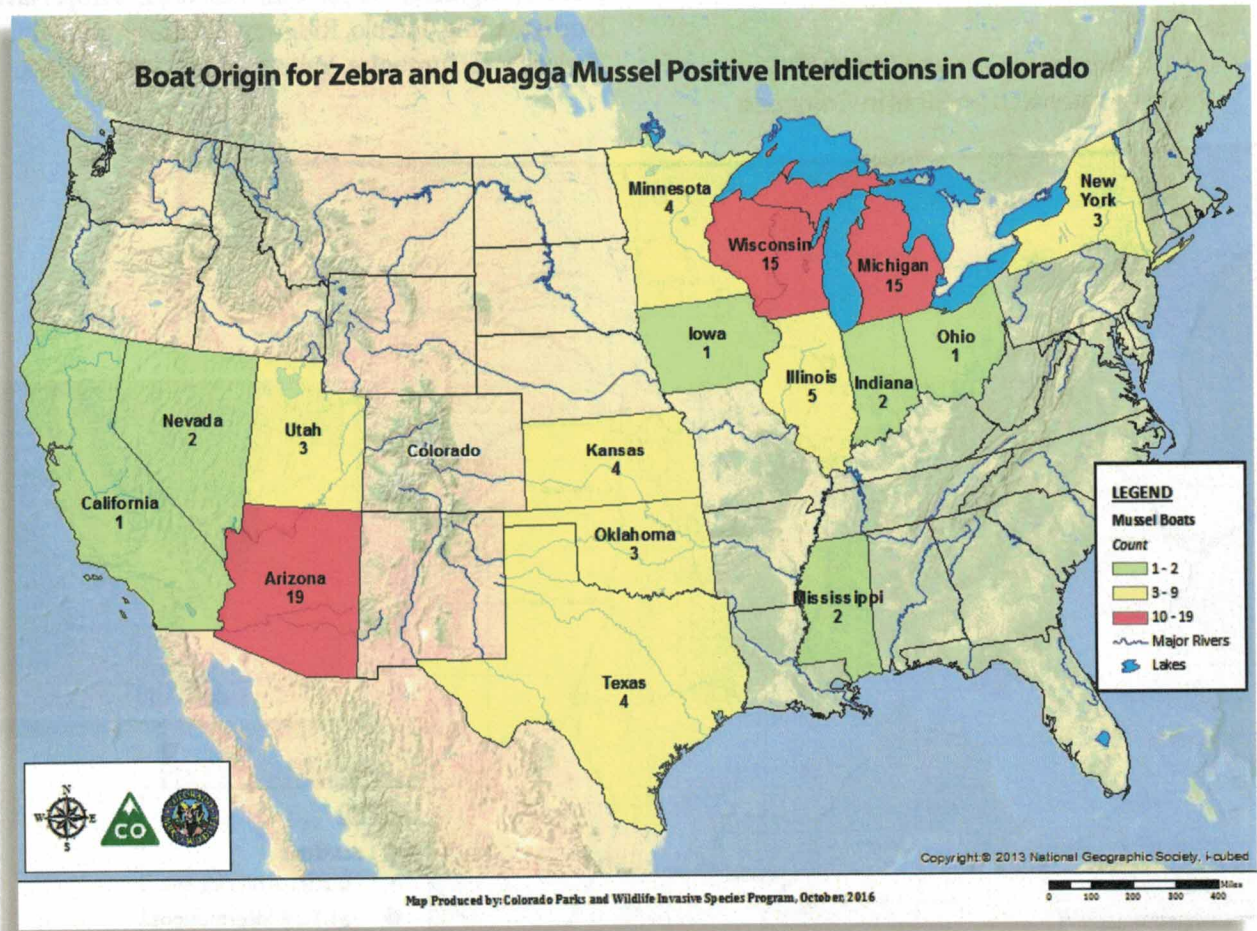 Boat Origin for Zebra and Quagga Mussel Positive Interdictions in Colorado
Minnesota
4
New
York
3
Wisconsin
15
Michigan
15
Iowa
1
Ohio
1
Illinois
5
Indiana
2
Nevada
2
Utah
3
Colorado
Kansas
4
California
1
Oklahoma
3
Arizona
19
Mississippi
2
Texas
4
LEGEND
Mussel Boats
Count
1 - 2
3 - 9
10 - 19
Major Rivers
Lakes
N
W
E
S
CO
Copyright:© 2013 National Geographic Society, i-cubed
Map Produced by: Colorado Parks and Wildlife Invasive Species Program, October, 2016
Miles
0 100 200 300 400